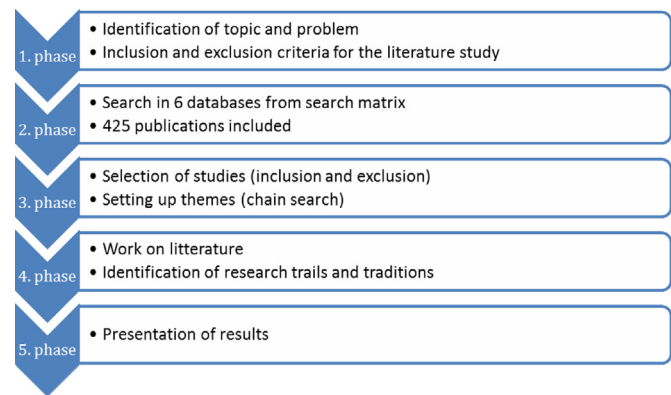 1. phase
• Identification of topic and problem
• Inclusion and exclusion criteria for the literature study
2. phase
• Search in 6 databases from search matrix
• 425 publications included
3. phase
• Selection of studies (inclusion and exclusion)
• Setting up themes (chain search)
4. phase
• Work on litterature
• Identification of research trails and traditions
5. phase
• Presentation of results